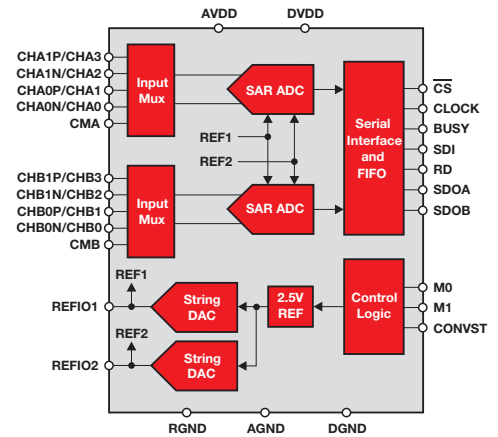 AVDD
DVDD
CHA1P/CHA3
CHA1N/CHA2
CHA0P/CHA1
CHA0N/CHA0
CMA
Input
Mux
SAR ADC
REF1
REF2
Serial
Interface
and
FIFO
CS
CLOCK
BUSY
SDI
RD
SDOA
SDOB
CHB1P/CHB3
CHB1N/CHB2
CHB0P/CHB1
CHB0N/CHB0
CMB
Input
Mux
SAR ADC
REF1
REFIO1
String
DAC
2.5V
REF
Control
Logic
M0
M1
CONVST
REF2
REFIO2
String
DAC
RGND
AGND
DGND